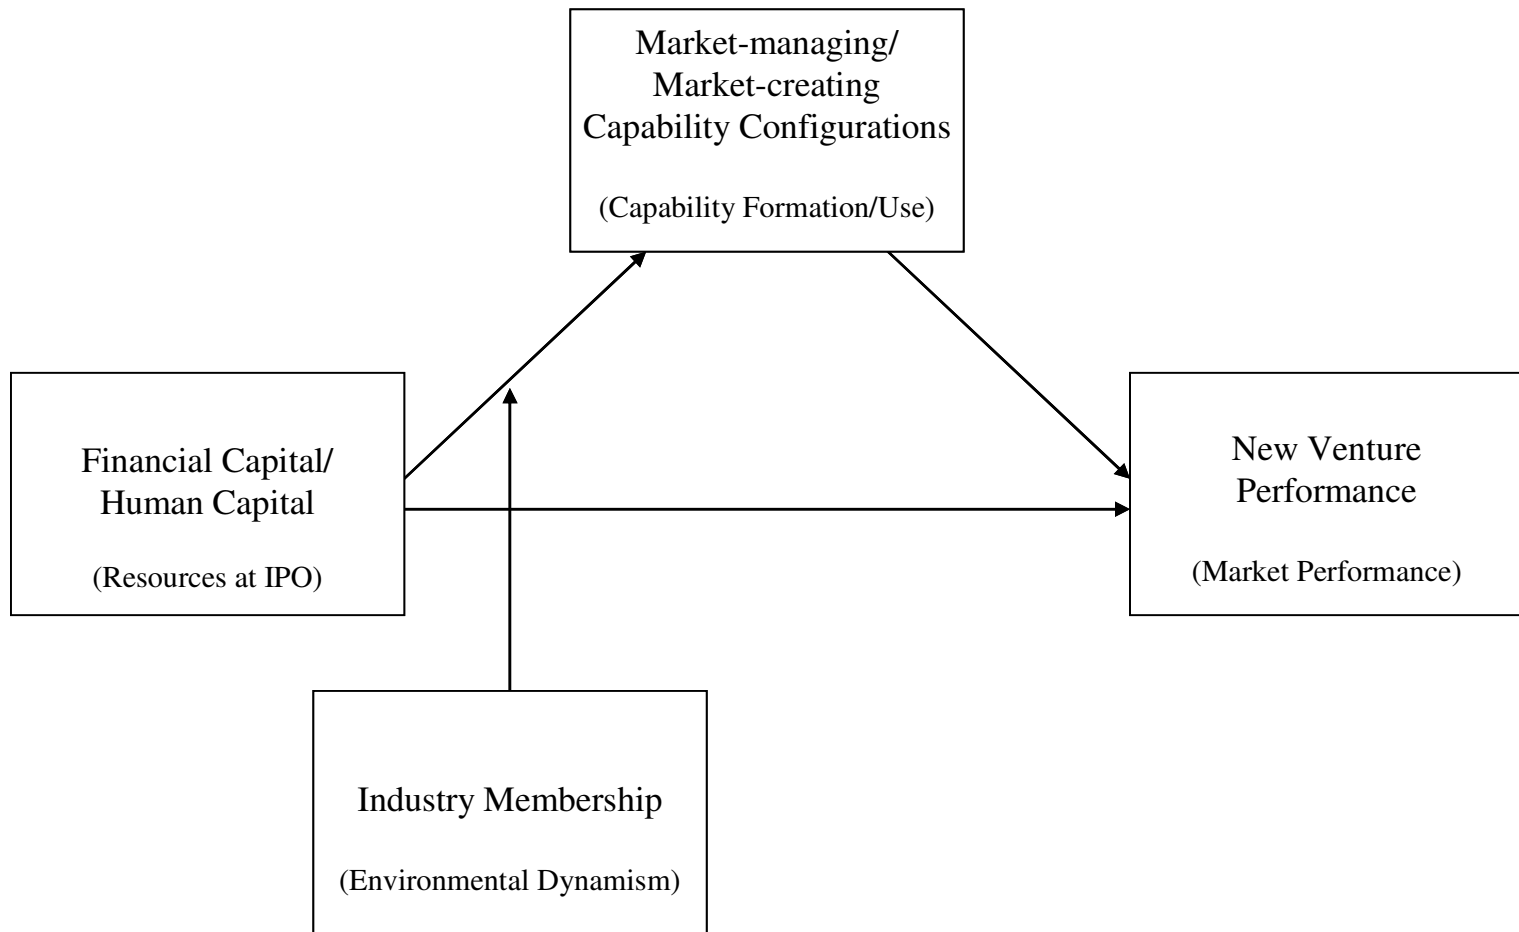 Market-managing/
Market-creating
Capability Configurations
(Capability Formation/Use)
Financial Capital/
Human Capital
(Resources at IPO)
New Venture
Performance
(Market Performance)
Industry Membership
(Environmental Dynamism)